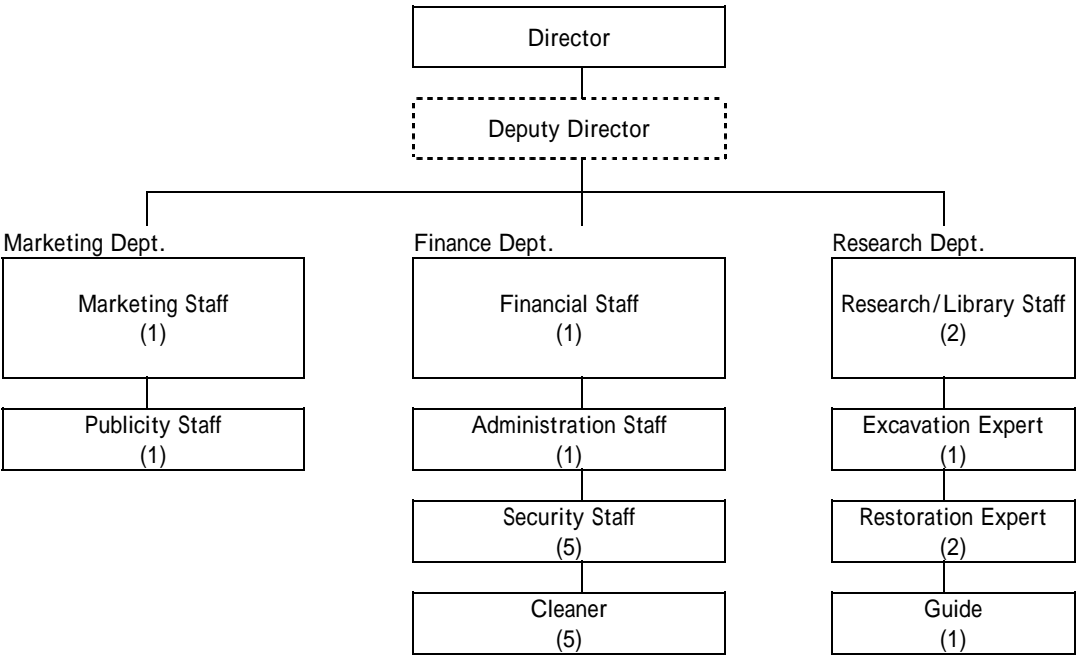 Director
Deputy Director
Marketing Dept.
Marketing Staff
(1)
Publicity Staff
(1)
Finance Dept.
Financial Staff
(1)
Administration Staff
(1)
Security Staff
(5)
Cleaner
(5)
Research Dept.
Research/Library Staff
(2)
Excavation Expert
(1)
Restoration Expert
(2)
Guide
(1)